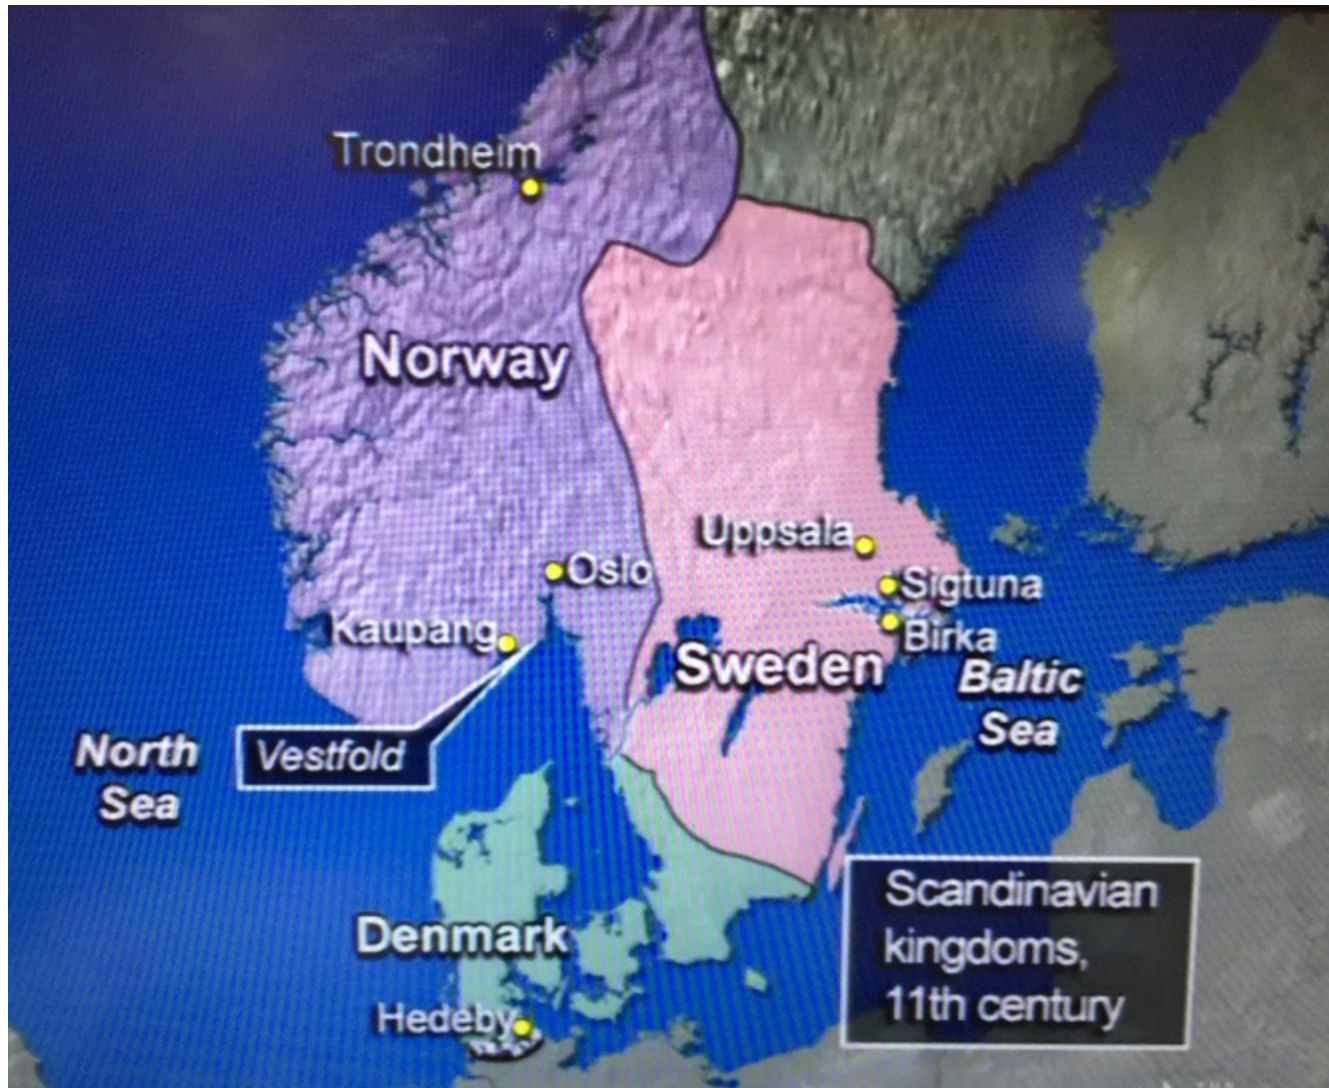 Trondheim
Norway
Uppsala
Oslo
Sigtuna
Kaupang
Birka
Sweden
Baltic
Sea
North
Sea
Vestfold
Denmark
Hedeby
Scandinavian
kingdoms,
11th century